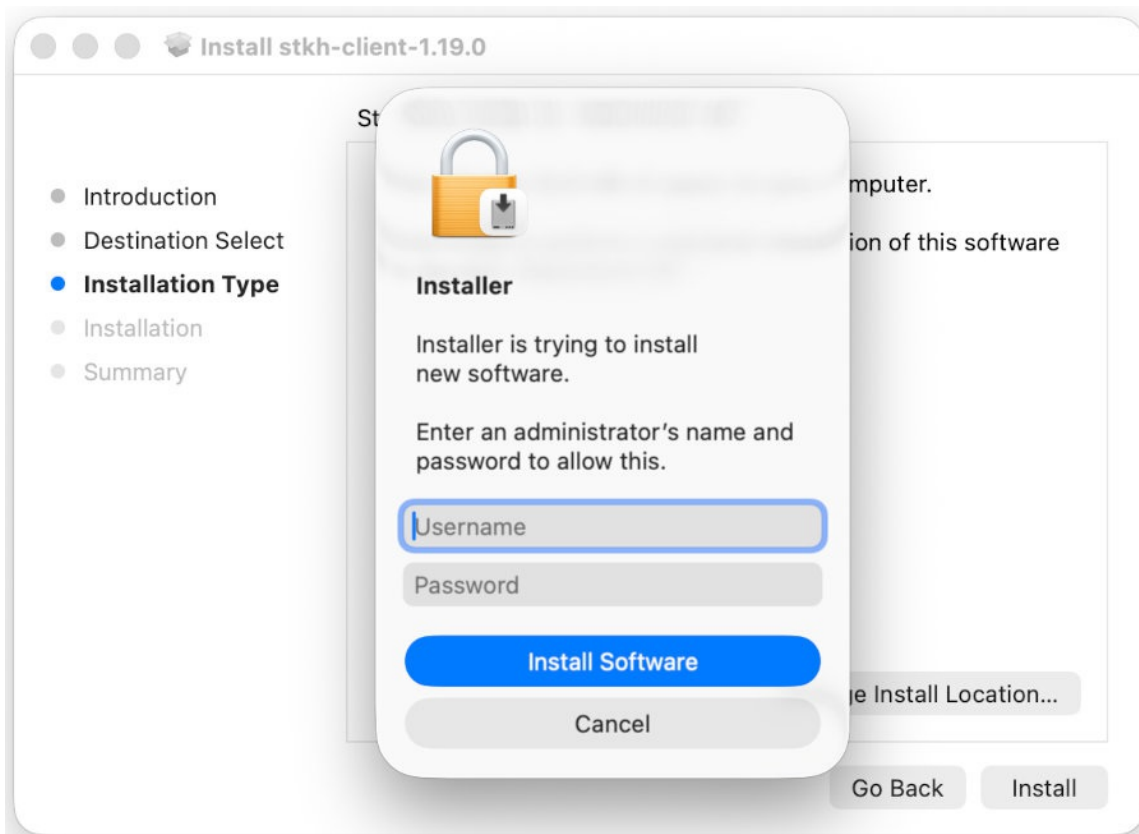 Install stkh-client-1.19.0
St
Introduction
Destination Select
Installation Type
Installation
Summary
mputer.
ion of this software
Installer
Installer is trying to install
new software.
Enter an administrator's name and
password to allow this.
Username
Password
Install Software
Cancel
e Install Location...
Go Back
Install